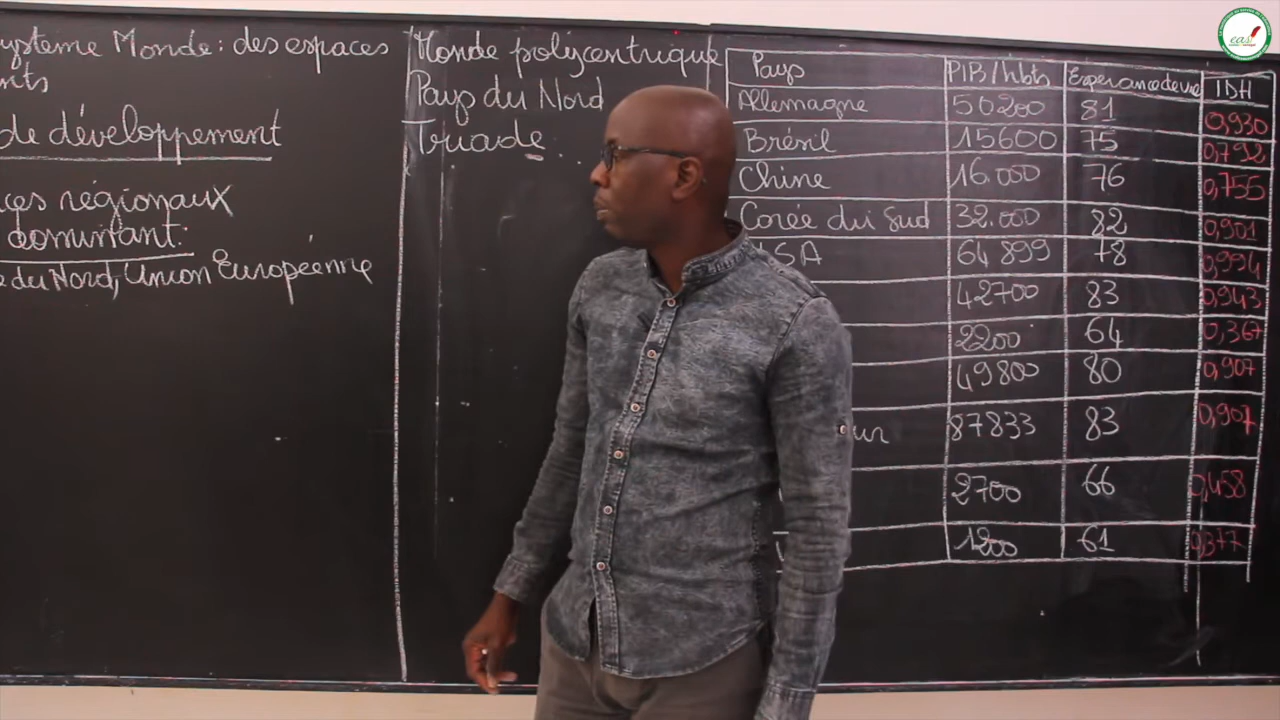 système Monde: des espaces
nts
de développement
régionaux
dominant.
du Nord, Union Européenne
Monde polycentrique
Pays du Nord
Triade
Pays PIB/hbts Espérance de vie IDH
Allemagne 50200 81 0,930
Brésil 15600 75 0,792
Chine 16.000 76 0,755
Corée du Sud 32.000 82 0,901
USA 64899 78 0,994
42700 83 0,943
2200 64 0,367
49800 80 0,907
ur 87833 83 0,907
2700 66 0,458
1200 61 0,377
eas